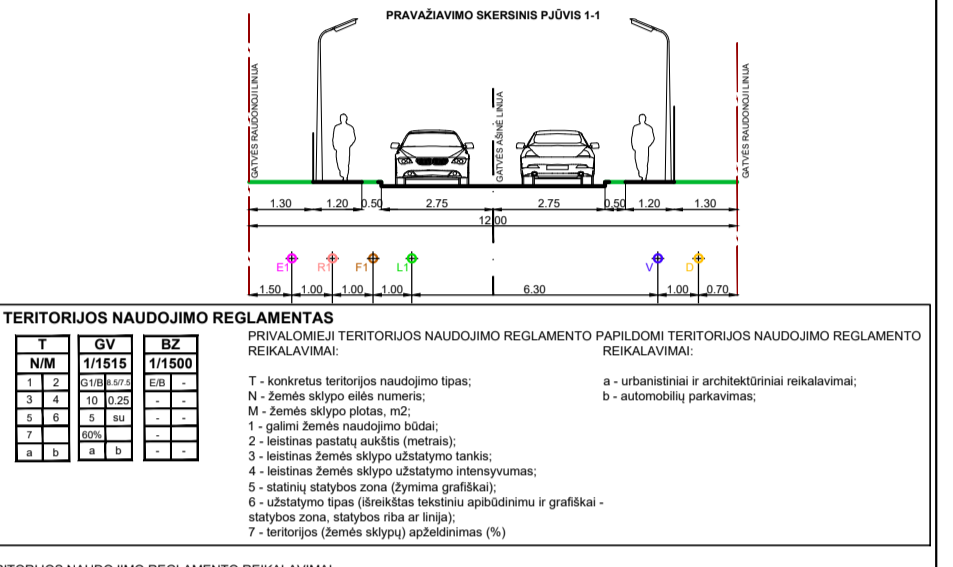 PRAVAŽIAVIMO SKERSINIS PJŪVIS 1-1
GATVĖS RAUDONOJI LINIJA
GATVĖS AŠINĖ LINIJA
GATVĖS RAUDONOJI LINIJA
1.30 1.20 0.50 2.75 2.75 0.50 1.20 1.30
12.00
E1 R1 F1 L1 V D
1.50 1.00 1.00 1.00 6.30 1.00 0.70
TERITORIJOS NAUDOJIMO REGLAMENTAS
T
N/M
1 2
3 4
5 6
7
a b
GV
1/1515
G1/B 8.5/7.5
10 0.25
5 su
60%
a b
BZ
1/1500
E/B -
- -
- -
-
- -
PRIVALOMIEJI TERITORIJOS NAUDOJIMO REGLAMENTO
REIKALAVIMAI:
T - konkretus teritorijos naudojimo tipas;
N - žemės sklypo eilės numeris;
M - žemės sklypo plotas, m2;
1 - galimi žemės naudojimo būdai;
2 - leistinas pastatų aukštis (metrais);
3 - leistinas žemės sklypo užstatymo tankis;
4 - leistinas žemės sklypo užstatymo intensyvumas;
5 - statinių statybos zona (žymima grafiškai);
6 - užstatymo tipas (išreikštas tekstiniu apibūdinimu ir grafiškai -
statybos zona, statybos riba ar linija);
7 - teritorijos (žemės sklypų) apželdinimas (%)
PAPILDOMI TERITORIJOS NAUDOJIMO REGLAMENTO
REIKALAVIMAI:
a - urbanistiniai ir architektūriniai reikalavimai;
b - automobilių parkavimas;